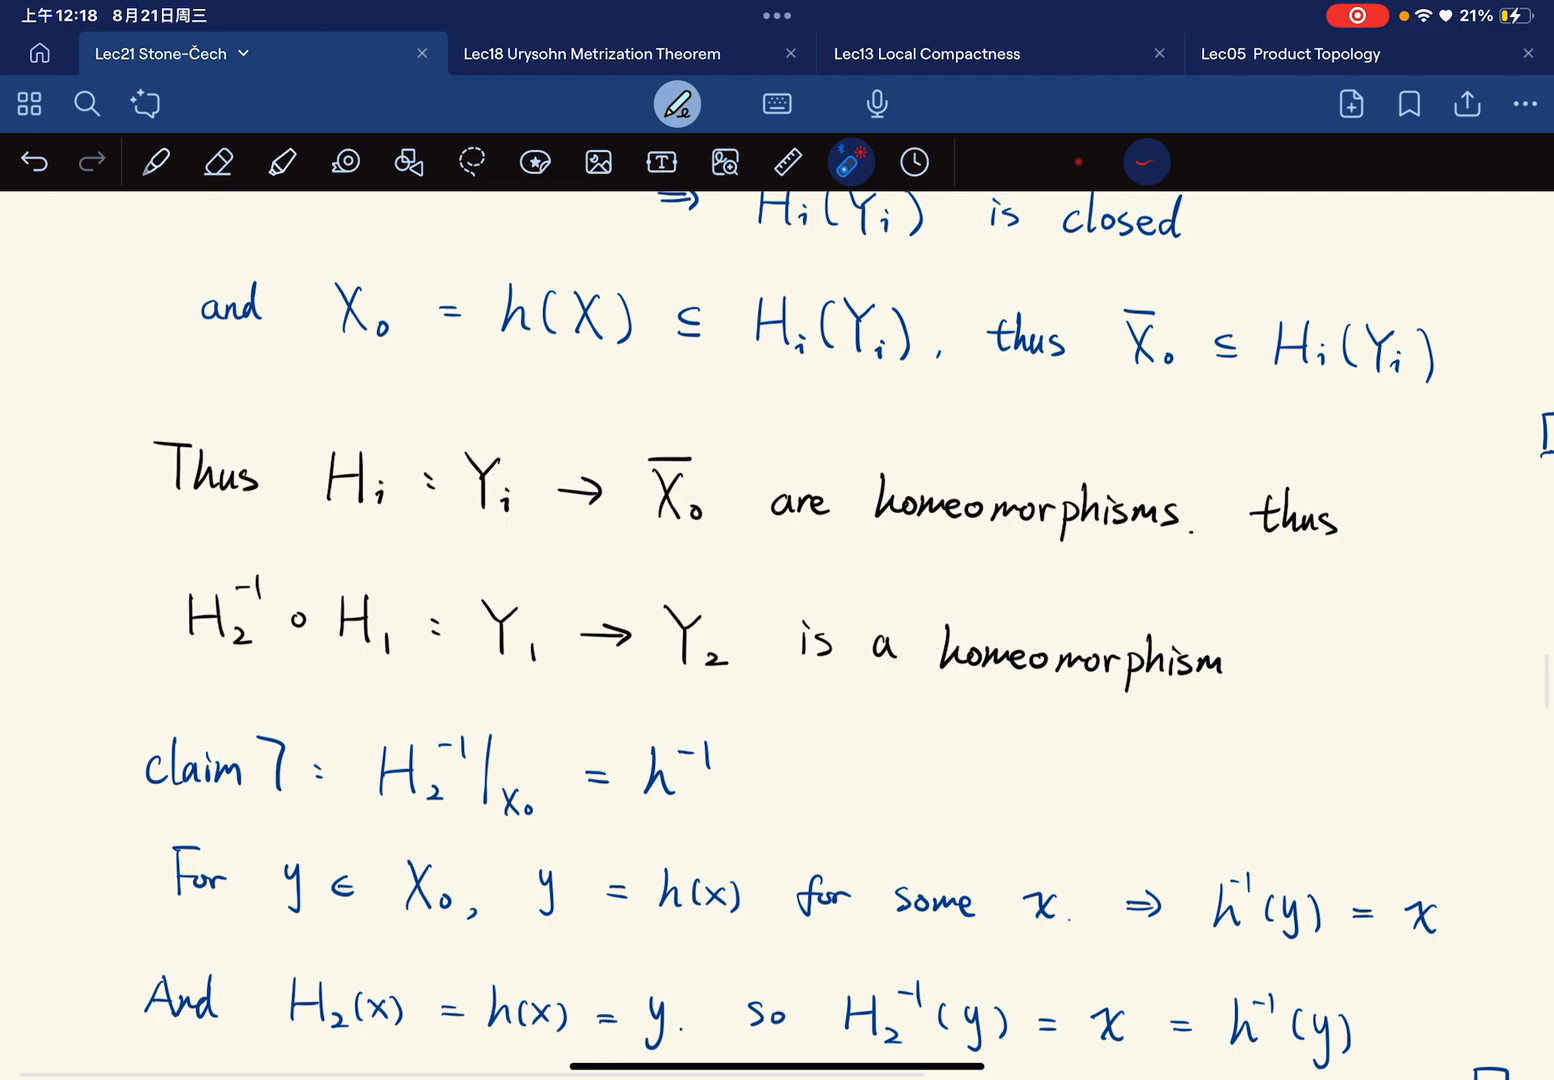 上午12:18 8月21日周三
21%
Lec21 Stone-Čech
Lec18 Urysohn Metrization Theorem
Lec13 Local Compactness
Lec05 Product Topology
⇒ Hᵢ(Yᵢ) is closed
and X₀ = h(X) ⊆ Hᵢ(Yᵢ), thus X̅₀ ⊆ Hᵢ(Yᵢ)
Thus Hᵢ : Yᵢ → X̅₀ are homeomorphisms. thus
H₂⁻¹ ∘ H₁ : Y₁ → Y₂ is a homeomorphism
claim 7 : H₂⁻¹|X₀ = h⁻¹
For y ∈ X₀, y = h(x) for some x. ⇒ h⁻¹(y) = x
And H₂(x) = h(x) = y. so H₂⁻¹(y) = x = h⁻¹(y)